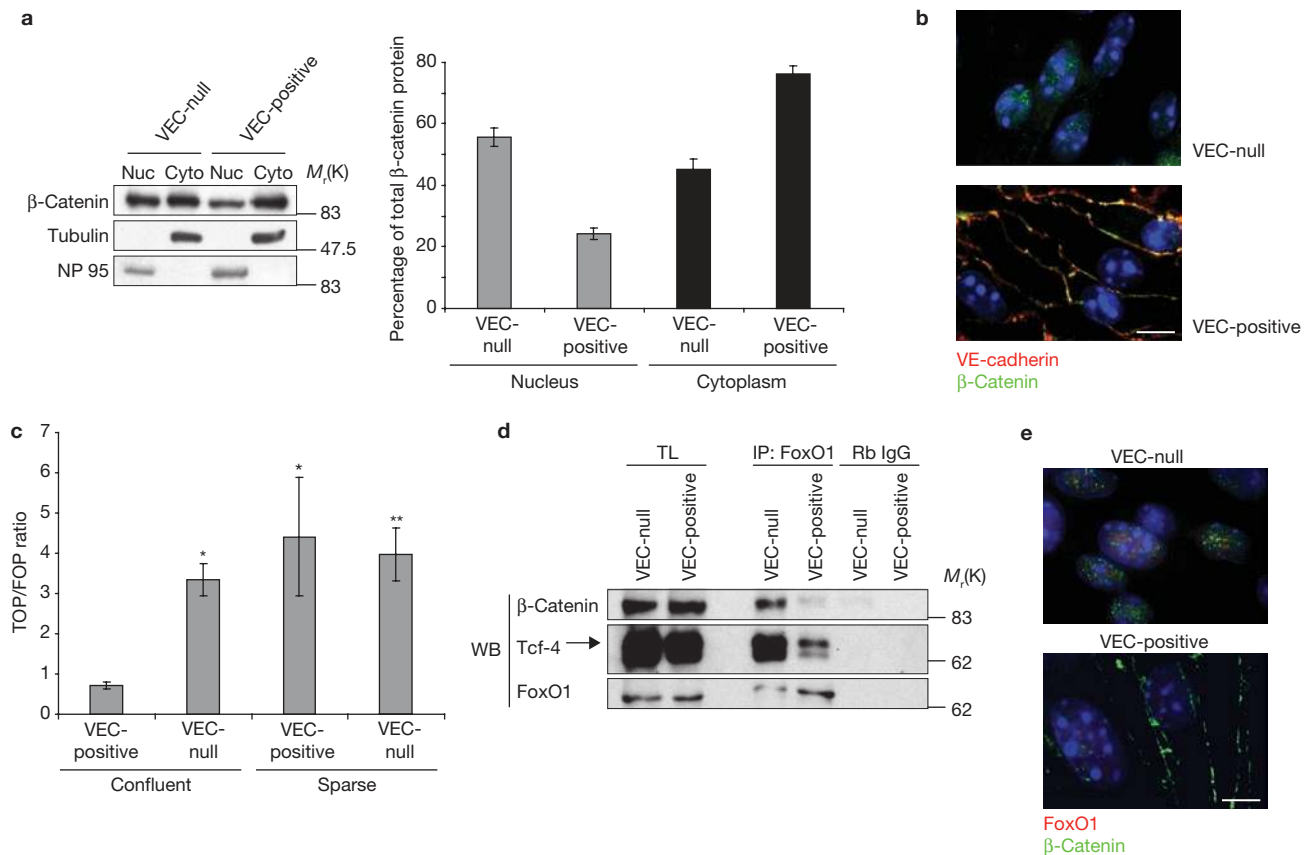 a
VEC-null
VEC-positive
Nuc Cyto Nuc Cyto Mr(K)
β-Catenin
83
Tubulin
47.5
NP 95
83
Percentage of total β-catenin protein
80
60
40
20
0
VEC-null
VEC-positive
VEC-null
VEC-positive
Nucleus
Cytoplasm
b
VEC-null
VEC-positive
VE-cadherin
β-Catenin
c
TOP/FOP ratio
7
6
5
4
3
2
1
0
*
*
**
VEC-positive
VEC-null
VEC-positive
VEC-null
Confluent
Sparse
d
TL
IP: FoxO1
Rb IgG
VEC-null
VEC-positive
VEC-null
VEC-positive
VEC-null
VEC-positive
Mr(K)
WB
β-Catenin
83
Tcf-4
62
FoxO1
62
e
VEC-null
VEC-positive
FoxO1
β-Catenin